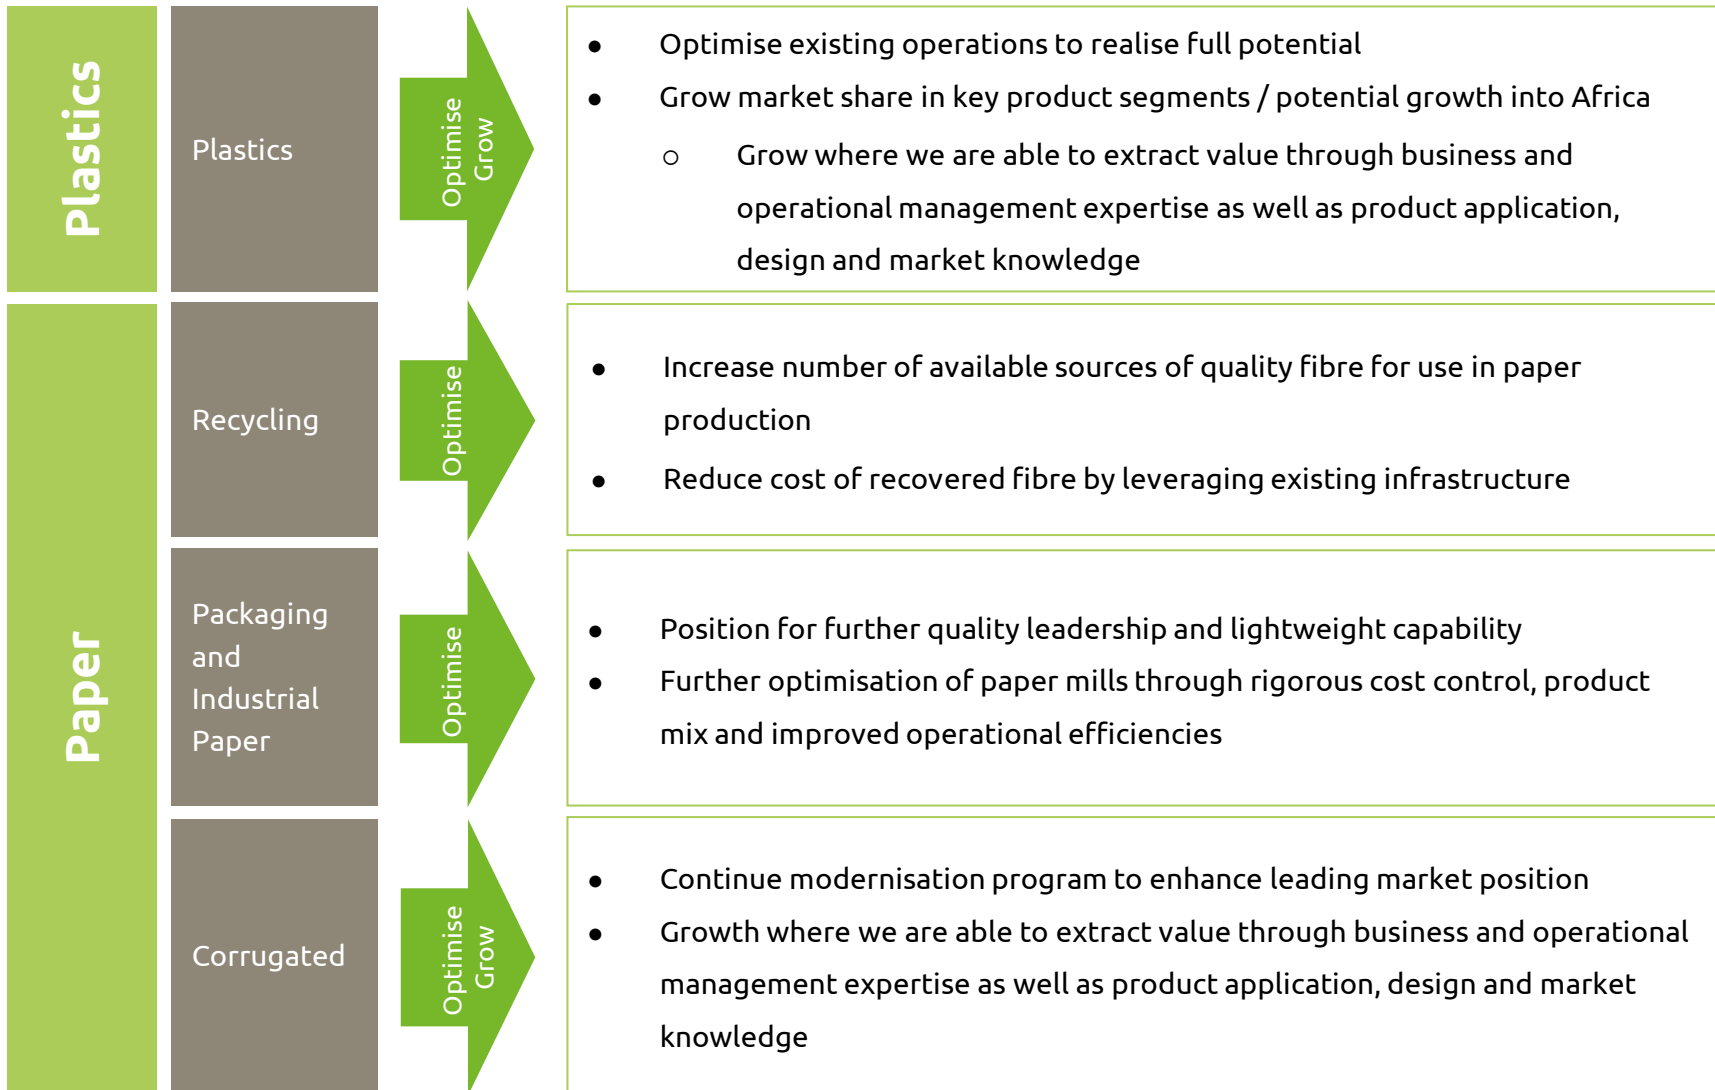 Plastics
Plastics
Optimise
Grow
● Optimise existing operations to realise full potential
● Grow market share in key product segments / potential growth into Africa
○ Grow where we are able to extract value through business and
operational management expertise as well as product application,
design and market knowledge
Paper
Recycling
Optimise
● Increase number of available sources of quality fibre for use in paper
production
● Reduce cost of recovered fibre by leveraging existing infrastructure
Packaging
and
Industrial
Paper
Optimise
● Position for further quality leadership and lightweight capability
● Further optimisation of paper mills through rigorous cost control, product
mix and improved operational efficiencies
Corrugated
Optimise
Grow
● Continue modernisation program to enhance leading market position
● Growth where we are able to extract value through business and operational
management expertise as well as product application, design and market
knowledge